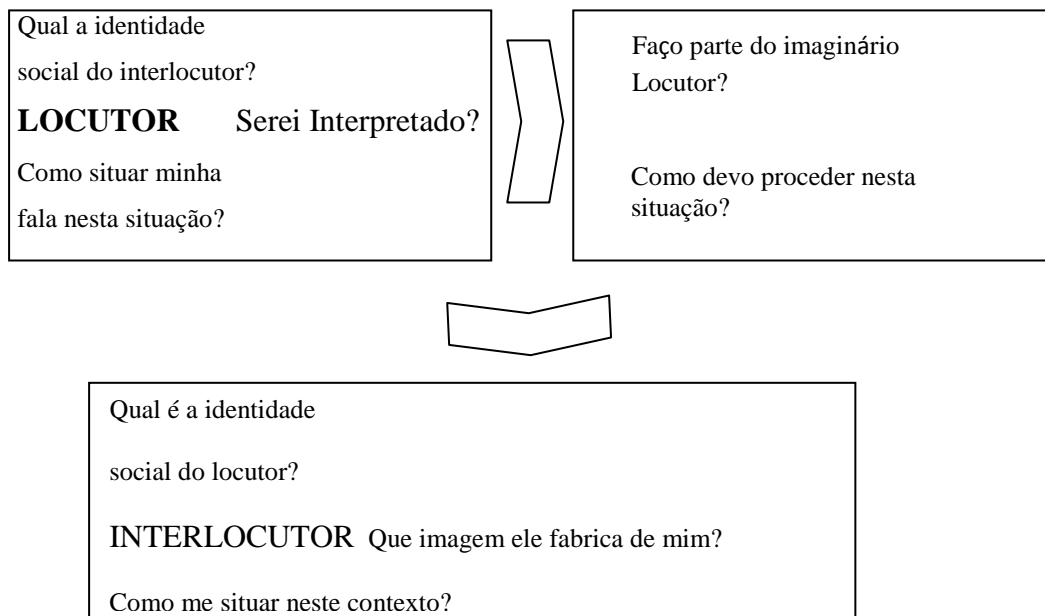 Qual a identidade
social do interlocutor?
LOCUTOR Serei Interpretado?
Como situar minha
fala nesta situação?
Faço parte do imaginário
Locutor?
Como devo proceder nesta
situação?
Qual é a identidade
social do locutor?
INTERLOCUTOR Que imagem ele fabrica de mim?
Como me situar neste contexto?